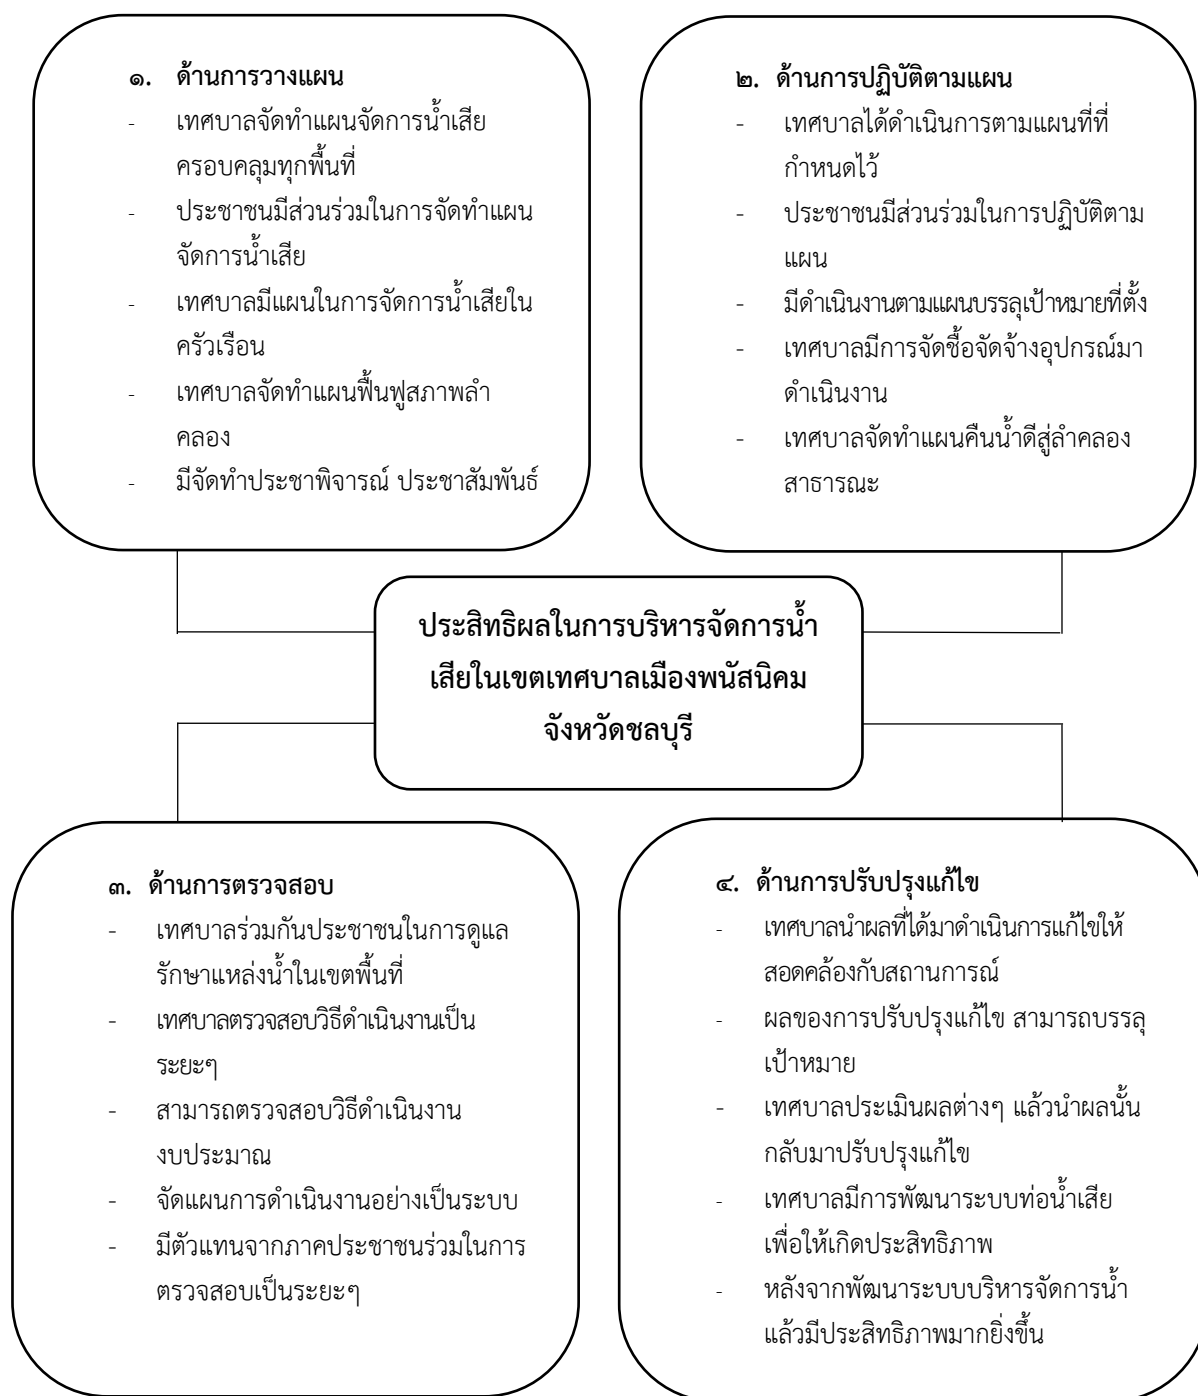 ๑. ด้านการวางแผน
- เทศบาลจัดทำแผนจัดการน้ำเสีย
ครอบคลุมทุกพื้นที่
- ประชาชนมีส่วนร่วมในการจัดทำแผน
จัดการน้ำเสีย
- เทศบาลมีแผนในการจัดการน้ำเสียใน
ครัวเรือน
- เทศบาลจัดทำแผนฟื้นฟูสภาพลำ
คลอง
- มีจัดทำประชาพิจารณ์ ประชาสัมพันธ์
๒. ด้านการปฏิบัติตามแผน
- เทศบาลได้ดำเนินการตามแผนที่ที่
กำหนดไว้
- ประชาชนมีส่วนร่วมในการปฏิบัติตาม
แผน
- มีดำเนินงานตามแผนบรรลุเป้าหมายที่ตั้ง
- เทศบาลมีการจัดชื้อจัดจ้างอุปกรณ์มา
ดำเนินงาน
- เทศบาลจัดทำแผนคืนน้ำดีสู่ลำคลอง
สาธารณะ
ประสิทธิผลในการบริหารจัดการน้ำ
เสียในเขตเทศบาลเมืองพนัสนิคม
จังหวัดชลบุรี
๓. ด้านการตรวจสอบ
- เทศบาลร่วมกันประชาชนในการดูแล
รักษาแหล่งน้ำในเขตพื้นที่
- เทศบาลตรวจสอบวิธีดำเนินงานเป็น
ระยะๆ
- สามารถตรวจสอบวิธีดำเนินงาน
งบประมาณ
- จัดแผนการดำเนินงานอย่างเป็นระบบ
- มีตัวแทนจากภาคประชาชนร่วมในการ
ตรวจสอบเป็นระยะๆ
๔. ด้านการปรับปรุงแก้ไข
- เทศบาลนำผลที่ได้มาดำเนินการแก้ไขให้
สอดคล้องกับสถานการณ์
- ผลของการปรับปรุงแก้ไข สามารถบรรลุ
เป้าหมาย
- เทศบาลประเมินผลต่างๆ แล้วนำผลนั้น
กลับมาปรับปรุงแก้ไข
- เทศบาลมีการพัฒนาระบบท่อน้ำเสีย
เพื่อให้เกิดประสิทธิภาพ
- หลังจากพัฒนาระบบบริหารจัดการน้ำ
แล้วมีประสิทธิภาพมากยิ่งขึ้น